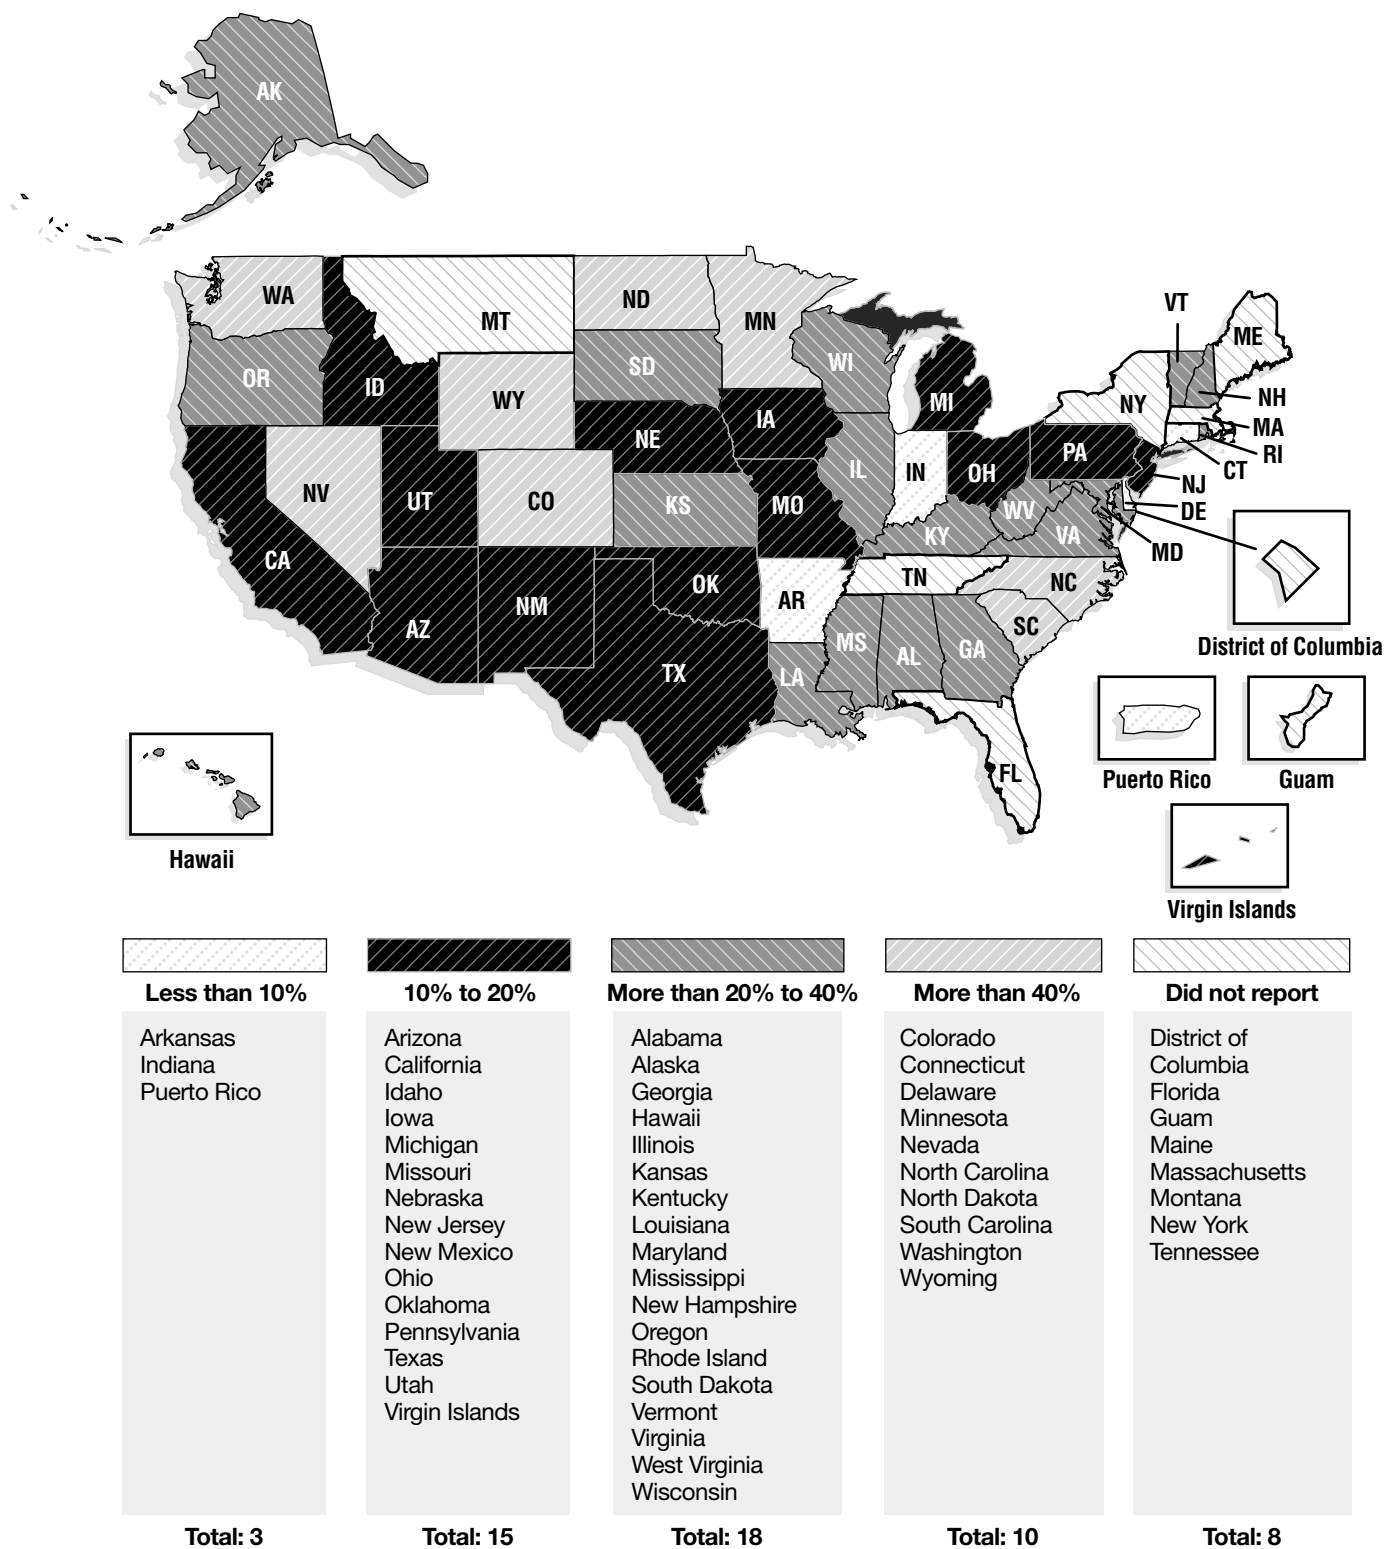 AK
WA
MT
ND
MN
VT
ME
OR
ID
WY
SD
WI
MI
NY
NH
MA
RI
CT
NV
UT
CO
NE
IA
KS
MO
IL
IN
OH
PA
NJ
DE
MD
WV
VA
KY
CA
AZ
NM
OK
AR
TN
NC
SC
TX
LA
MS
AL
GA
FL
District of Columbia
Puerto Rico
Guam
Hawaii
Virgin Islands
Less than 10%
Arkansas
Indiana
Puerto Rico
Total: 3
10% to 20%
Arizona
California
Idaho
Iowa
Michigan
Missouri
Nebraska
New Jersey
New Mexico
Ohio
Oklahoma
Pennsylvania
Texas
Utah
Virgin Islands
Total: 15
More than 20% to 40%
Alabama
Alaska
Georgia
Hawaii
Illinois
Kansas
Kentucky
Louisiana
Maryland
Mississippi
New Hampshire
Oregon
Rhode Island
South Dakota
Vermont
Virginia
West Virginia
Wisconsin
Total: 18
More than 40%
Colorado
Connecticut
Delaware
Minnesota
Nevada
North Carolina
North Dakota
South Carolina
Washington
Wyoming
Total: 10
Did not report
District of
Columbia
Florida
Guam
Maine
Massachusetts
Montana
New York
Tennessee
Total: 8